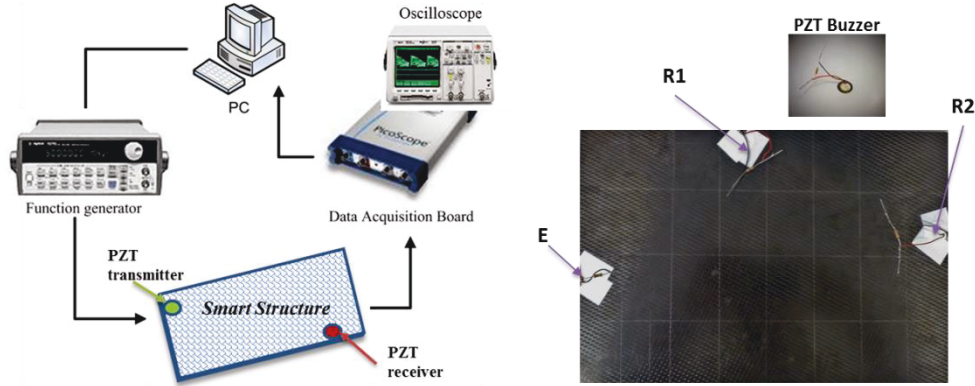 Oscilloscope
PC
PicoScope
Function generator
Data Acquisition Board
PZT
transmitter
Smart Structure
PZT
receiver
PZT Buzzer
R1
R2
E